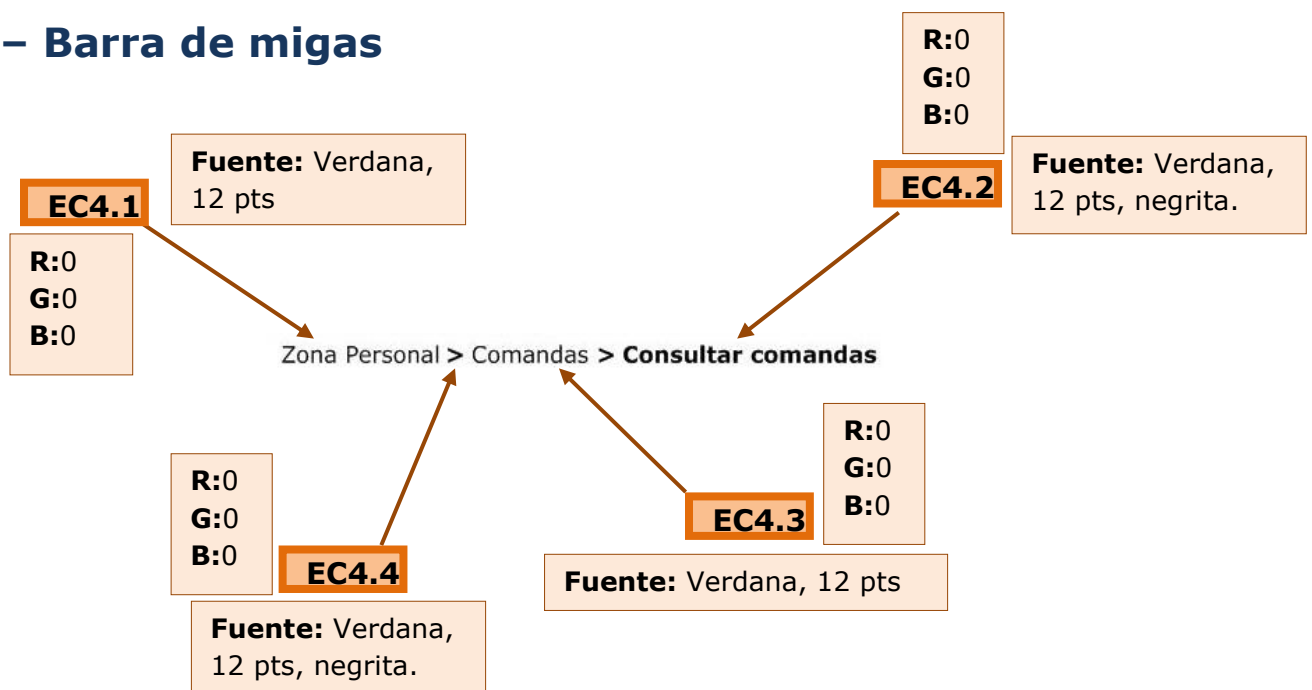 – Barra de migas
R:0
G:0
B:0
Fuente: Verdana,
12 pts
EC4.1
R:0
G:0
B:0
EC4.2
Fuente: Verdana,
12 pts, negrita.
Zona Personal > Comandas > Consultar comandas
R:0
G:0
B:0
EC4.4
Fuente: Verdana,
12 pts, negrita.
R:0
G:0
B:0
EC4.3
Fuente: Verdana, 12 pts